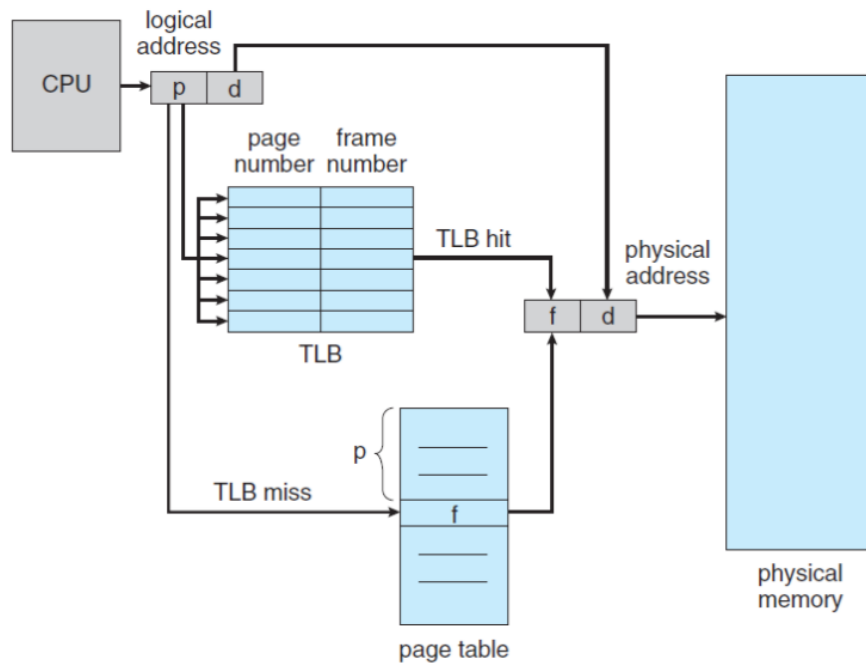 logical
address
CPU
p d
page
number
frame
number
TLB hit
physical
address
f d
TLB
p
TLB miss
f
page table
physical
memory